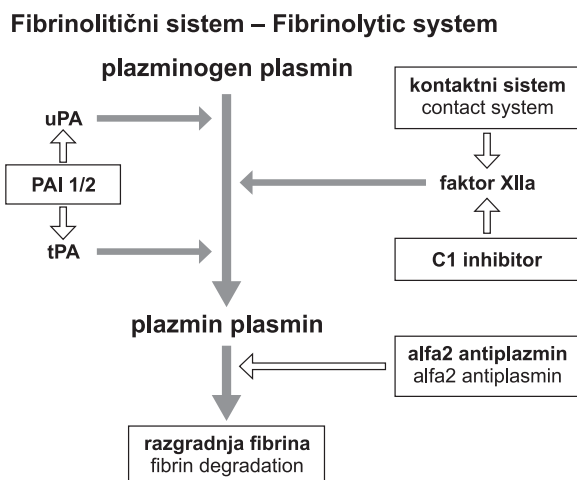 Fibrinolitični sistem – Fibrinolytic system
plazminogen plasmin
kontaktni sistem
contact system
uPA
PAI 1/2
faktor XIIa
tPA
C1 inhibitor
plazmin plasmin
alfa2 antiplazmin
alfa2 antiplasmin
razgradnja fibrina
fibrin degradation